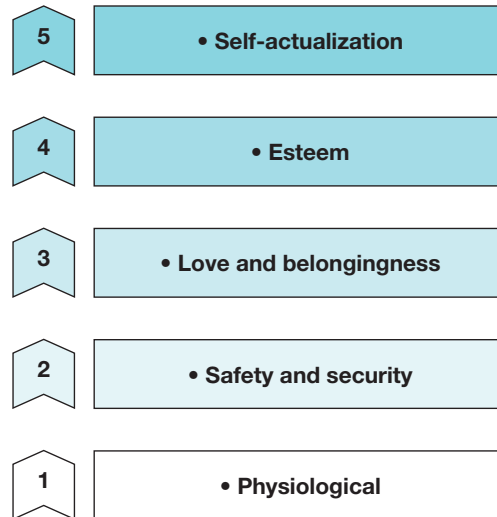 5
• Self-actualization
4
• Esteem
3
• Love and belongingness
2
• Safety and security
1
• Physiological